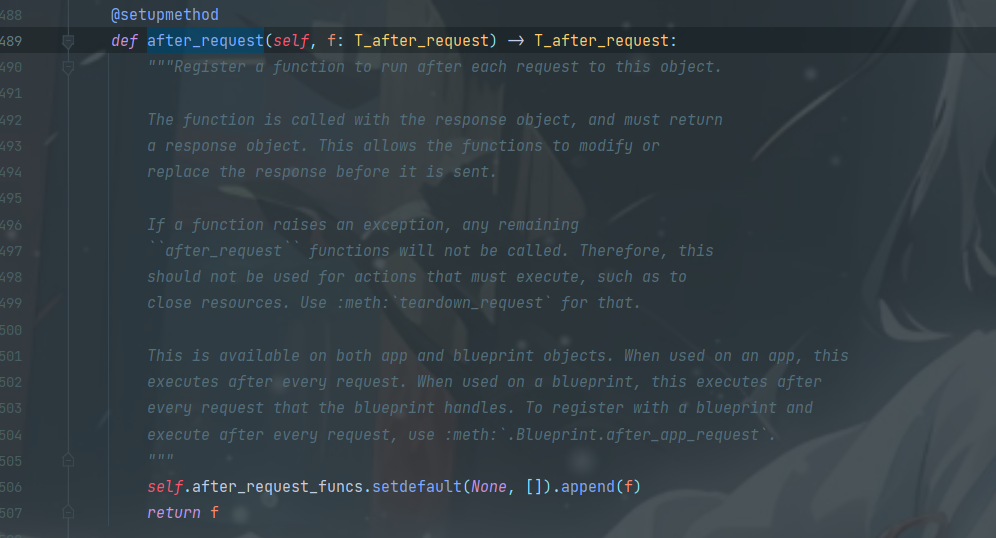 488 @setupmethod
489 def after_request(self, f: T_after_request) -> T_after_request:
490 """Register a function to run after each request to this object.
491
492 The function is called with the response object, and must return
493 a response object. This allows the functions to modify or
494 replace the response before it is sent.
495
496 If a function raises an exception, any remaining
497 ``after_request`` functions will not be called. Therefore, this
498 should not be used for actions that must execute, such as to
499 close resources. Use :meth:`teardown_request` for that.
500
501 This is available on both app and blueprint objects. When used on an app, this
502 executes after every request. When used on a blueprint, this executes after
503 every request that the blueprint handles. To register with a blueprint and
504 execute after every request, use :meth:`.Blueprint.after_app_request`.
505 """
506 self.after_request_funcs.setdefault(None, []).append(f)
507 return f